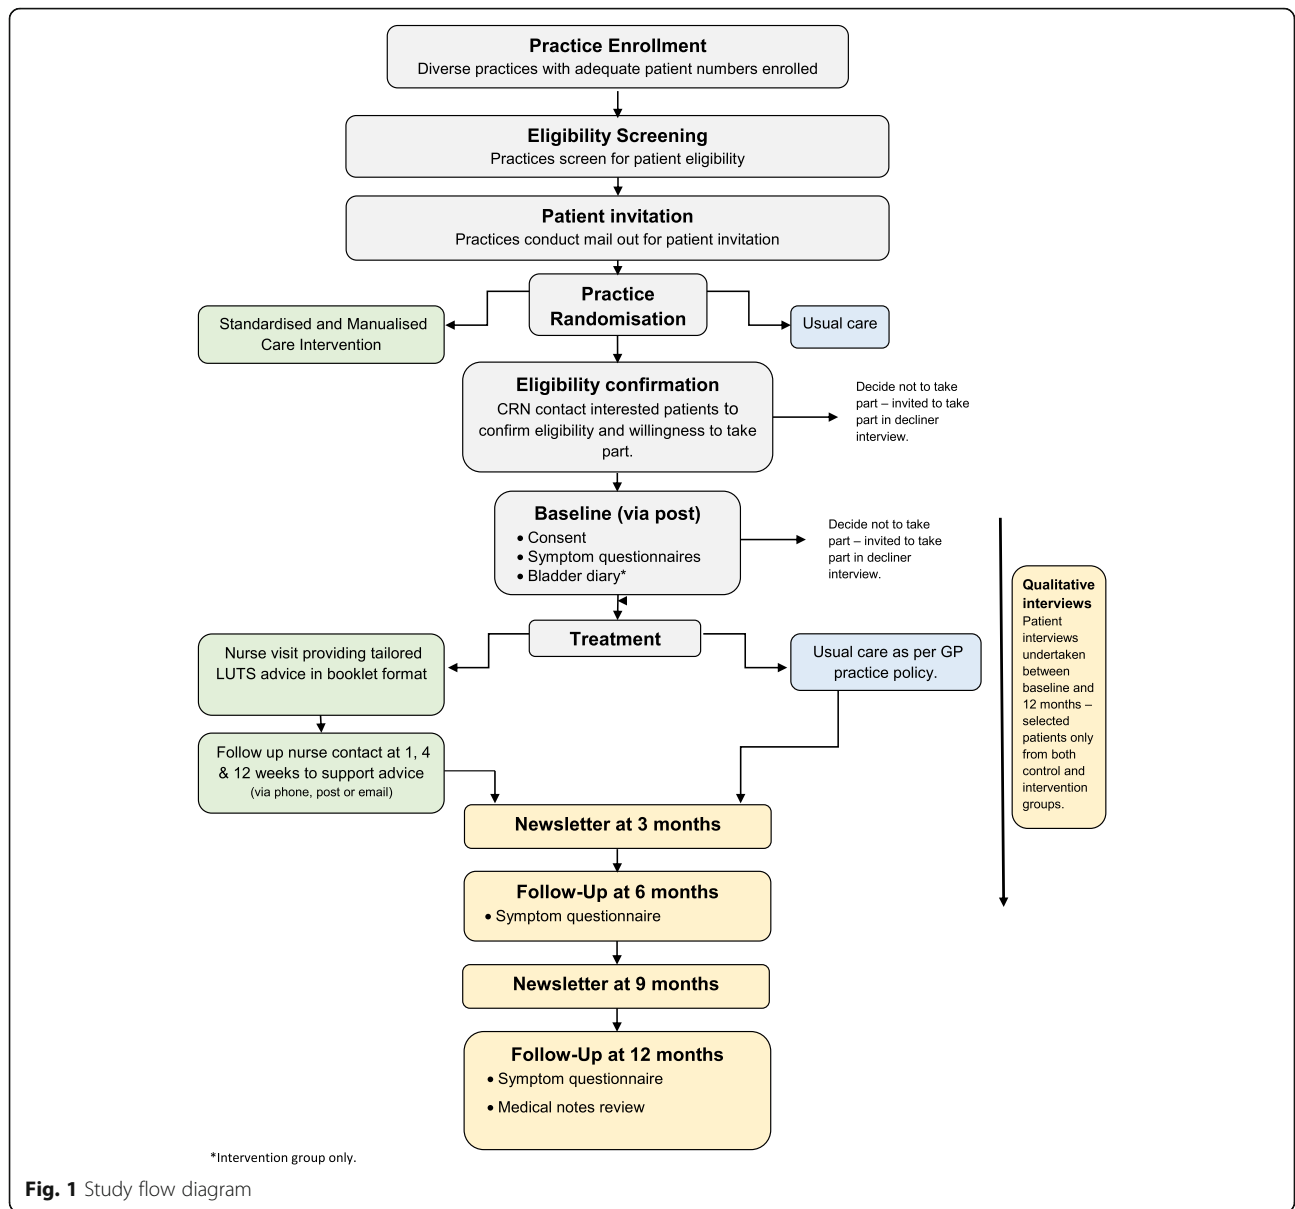 Practice Enrollment
Diverse practices with adequate patient numbers enrolled
Eligibility Screening
Practices screen for patient eligibility
Patient invitation
Practices conduct mail out for patient invitation
Practice
Randomisation
Standardised and Manualised
Care Intervention
Usual care
Eligibility confirmation
CRN contact interested patients to
confirm eligibility and willingness to take
part.
Decide not to take
part – invited to take
part in decliner
interview.
Baseline (via post)
• Consent
• Symptom questionnaires
• Bladder diary*
Decide not to take
part – invited to take
part in decliner
interview.
Qualitative
interviews
Patient
interviews
undertaken
between
baseline and
12 months –
selected
patients only
from both
control and
intervention
groups.
Treatment
Nurse visit providing tailored
LUTS advice in booklet format
Usual care as per GP
practice policy.
Follow up nurse contact at 1, 4
& 12 weeks to support advice
(via phone, post or email)
Newsletter at 3 months
Follow-Up at 6 months
• Symptom questionnaire
Newsletter at 9 months
Follow-Up at 12 months
• Symptom questionnaire
• Medical notes review
*Intervention group only.
Fig. 1 Study flow diagram